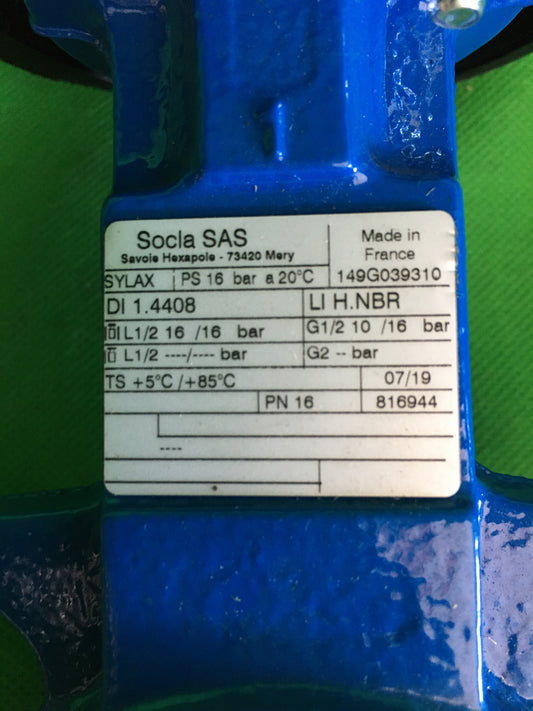 Socla SAS
Savoie Hexapole - 73420 Mery
Made in
France
SYLAX
PS 16 bar a 20°C
149G039310
DI 1.4408
LI H.NBR
L1/2 16 /16 bar
G1/2 10 /16 bar
L1/2 ----/---- bar
G2 -- bar
TS +5°C /+85°C
07/19
PN 16
816944
----